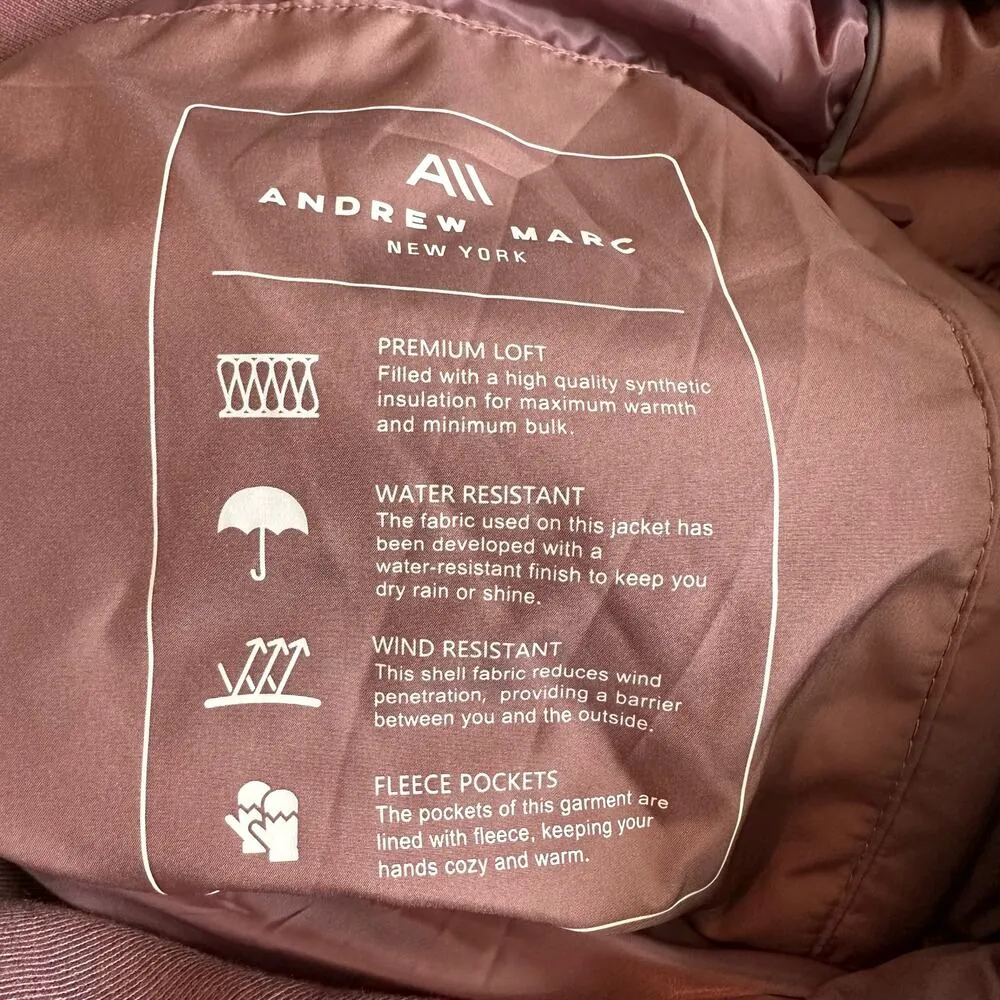 ANDREW MARC
NEW YORK
PREMIUM LOFT
Filled with a high quality synthetic
insulation for maximum warmth
and minimum bulk.
WATER RESISTANT
The fabric used on this jacket has
been developed with a
water-resistant finish to keep you
dry rain or shine.
WIND RESISTANT
This shell fabric reduces wind
penetration, providing a barrier
between you and the outside.
FLEECE POCKETS
The pockets of this garment are
lined with fleece, keeping your
hands cozy and warm.